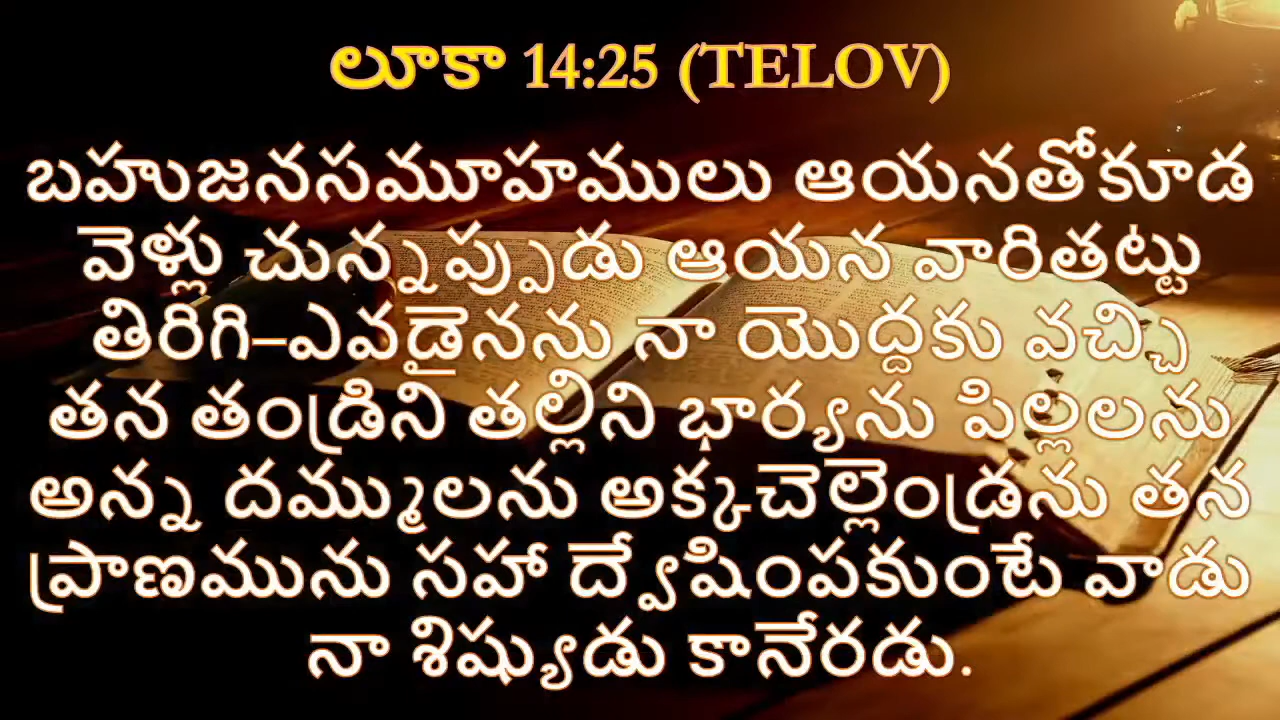 లూకా 14:25 (TELOV)
బహుజనసమూహములు ఆయనతోకూడ
వెళ్లు చున్నప్పుడు ఆయన వారితట్టు
తిరిగి–ఎవడైనను నా యొద్దకు వచ్చి
తన తండ్రిని తల్లిని భార్యను పిల్లలను
అన్న దమ్ములను అక్కచెల్లెండ్రను తన
ప్రాణమును సహా ద్వేషింపకుంటే వాడు
నా శిష్యుడు కానేరడు.